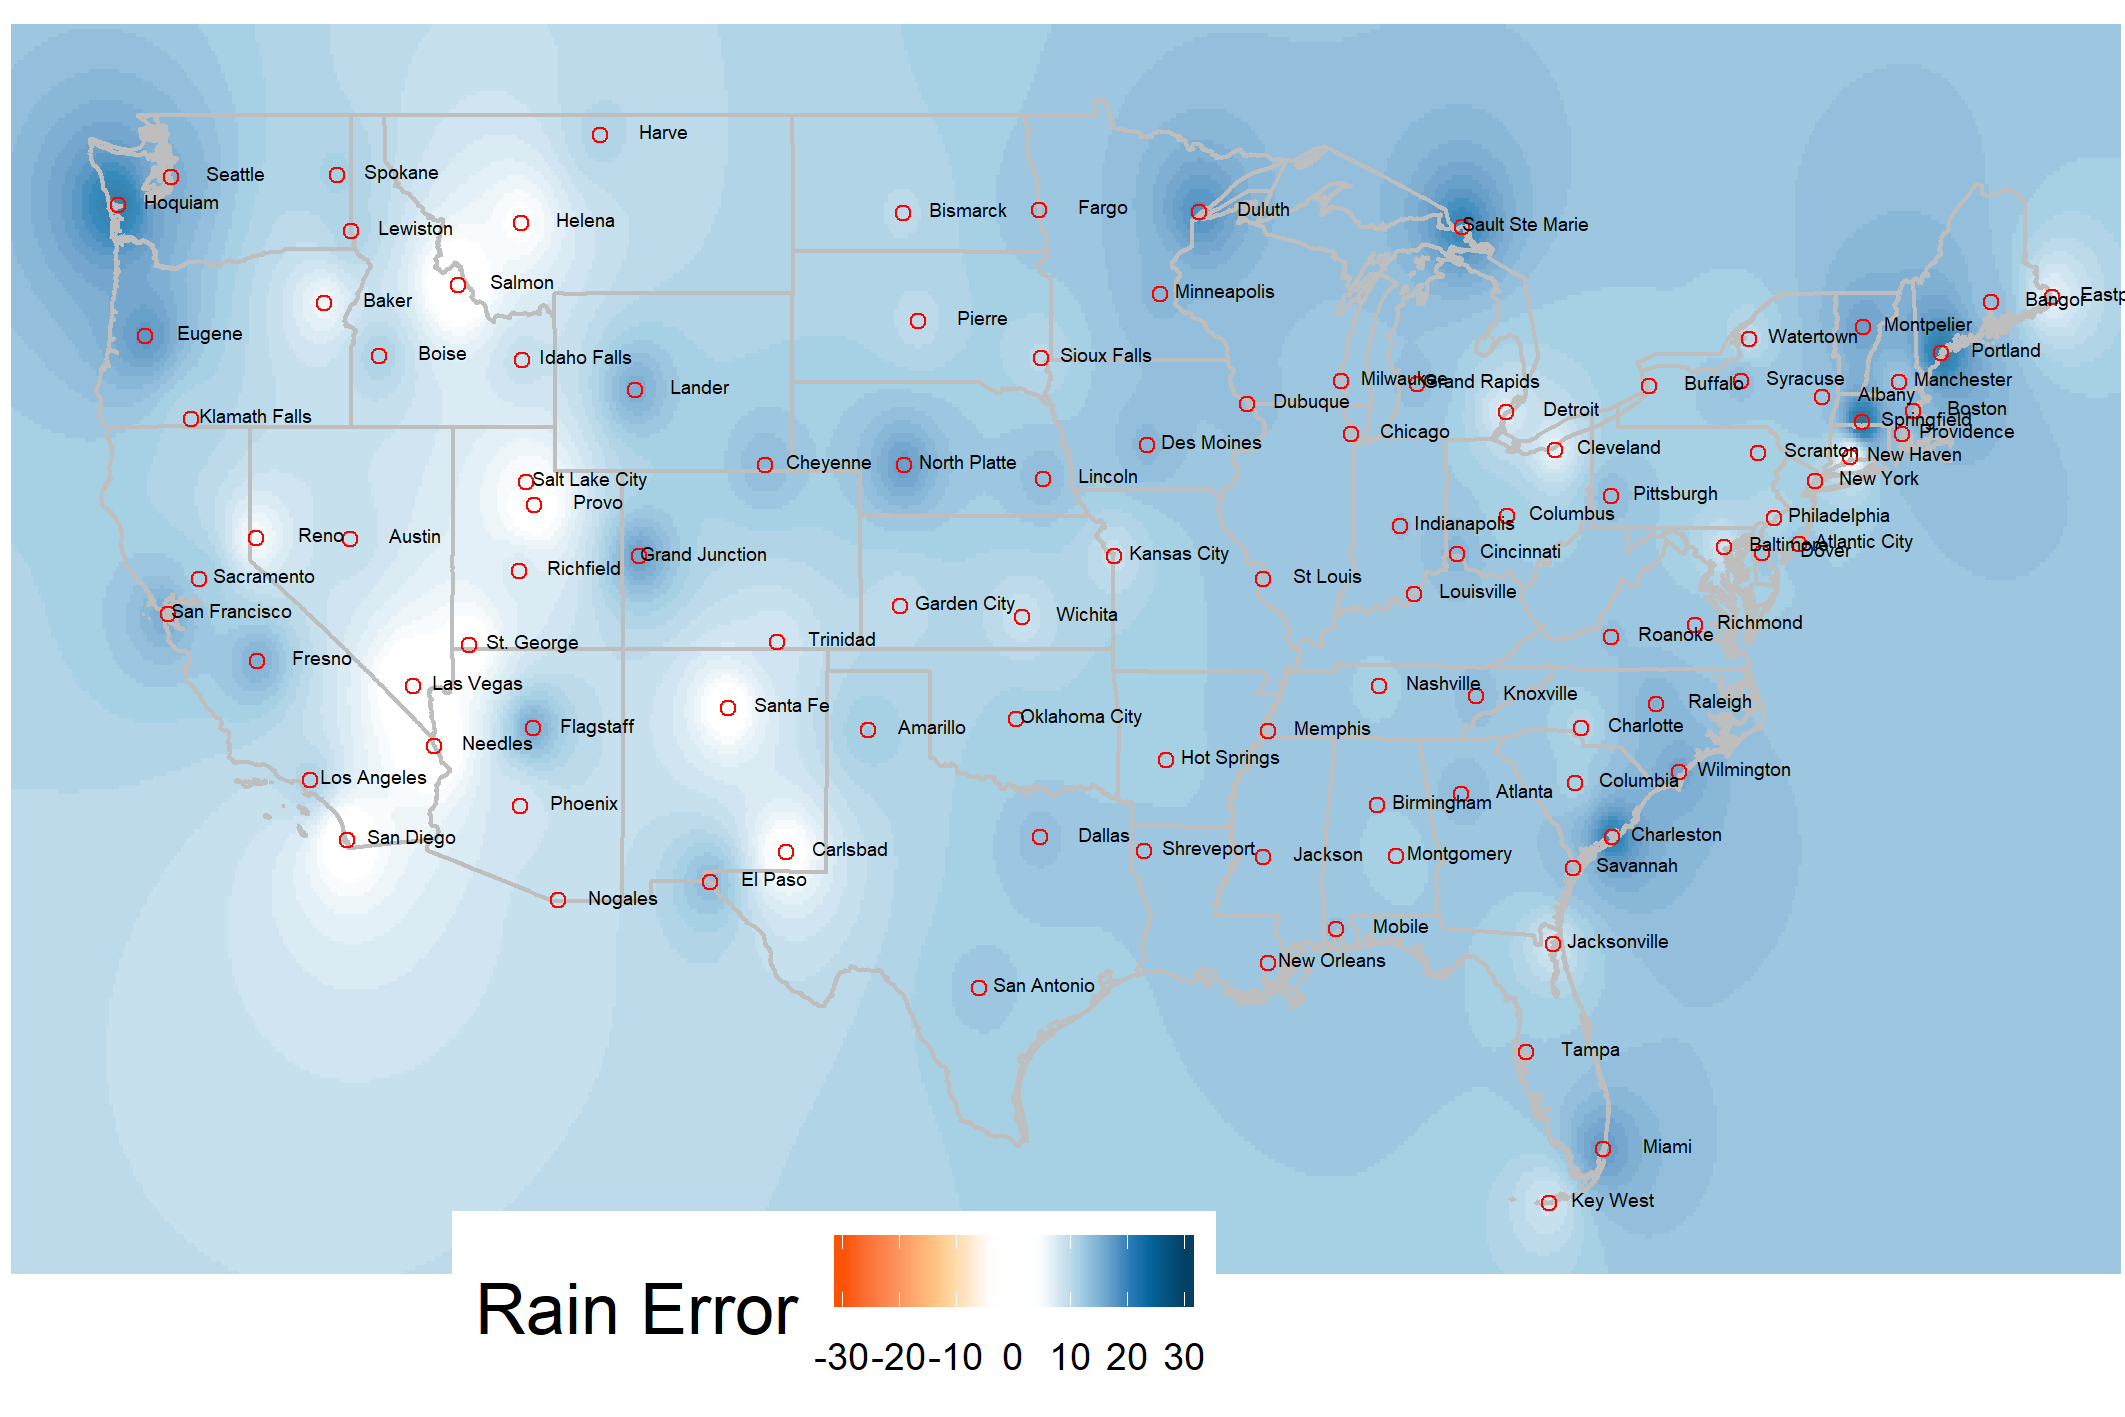 Harve
Seattle
Spokane
Hoquiam
Helena
Bismarck
Fargo
Duluth
Sault Ste Marie
Lewiston
Salmon
Baker
Minneapolis
Bangor
Eastp
Eugene
Pierre
Montpelier
Watertown
Boise
Idaho Falls
Sioux Falls
Portland
Lander
Milwaukee
Grand Rapids
Buffalo
Syracuse
Manchester
Dubuque
Albany
Klamath Falls
Detroit
Boston
Springfield
Chicago
Providence
Des Moines
Cleveland
Scranton
New Haven
Cheyenne
North Platte
Salt Lake City
Lincoln
New York
Provo
Pittsburgh
Columbus
Philadelphia
Indianapolis
Reno
Austin
Atlantic City
Baltimore
Dover
Grand Junction
Kansas City
Cincinnati
Richfield
Sacramento
St Louis
Louisville
San Francisco
Garden City
Wichita
Richmond
St. George
Trinidad
Roanoke
Fresno
Las Vegas
Nashville
Knoxville
Santa Fe
Raleigh
Flagstaff
Amarillo
Oklahoma City
Memphis
Charlotte
Needles
Hot Springs
Wilmington
Los Angeles
Columbia
Atlanta
Phoenix
Birmingham
San Diego
Dallas
Charleston
Carlsbad
Shreveport
Jackson
Montgomery
El Paso
Savannah
Nogales
Mobile
Jacksonville
New Orleans
San Antonio
Tampa
Miami
Key West
Rain Error
-30 -20 -10 0 10 20 30